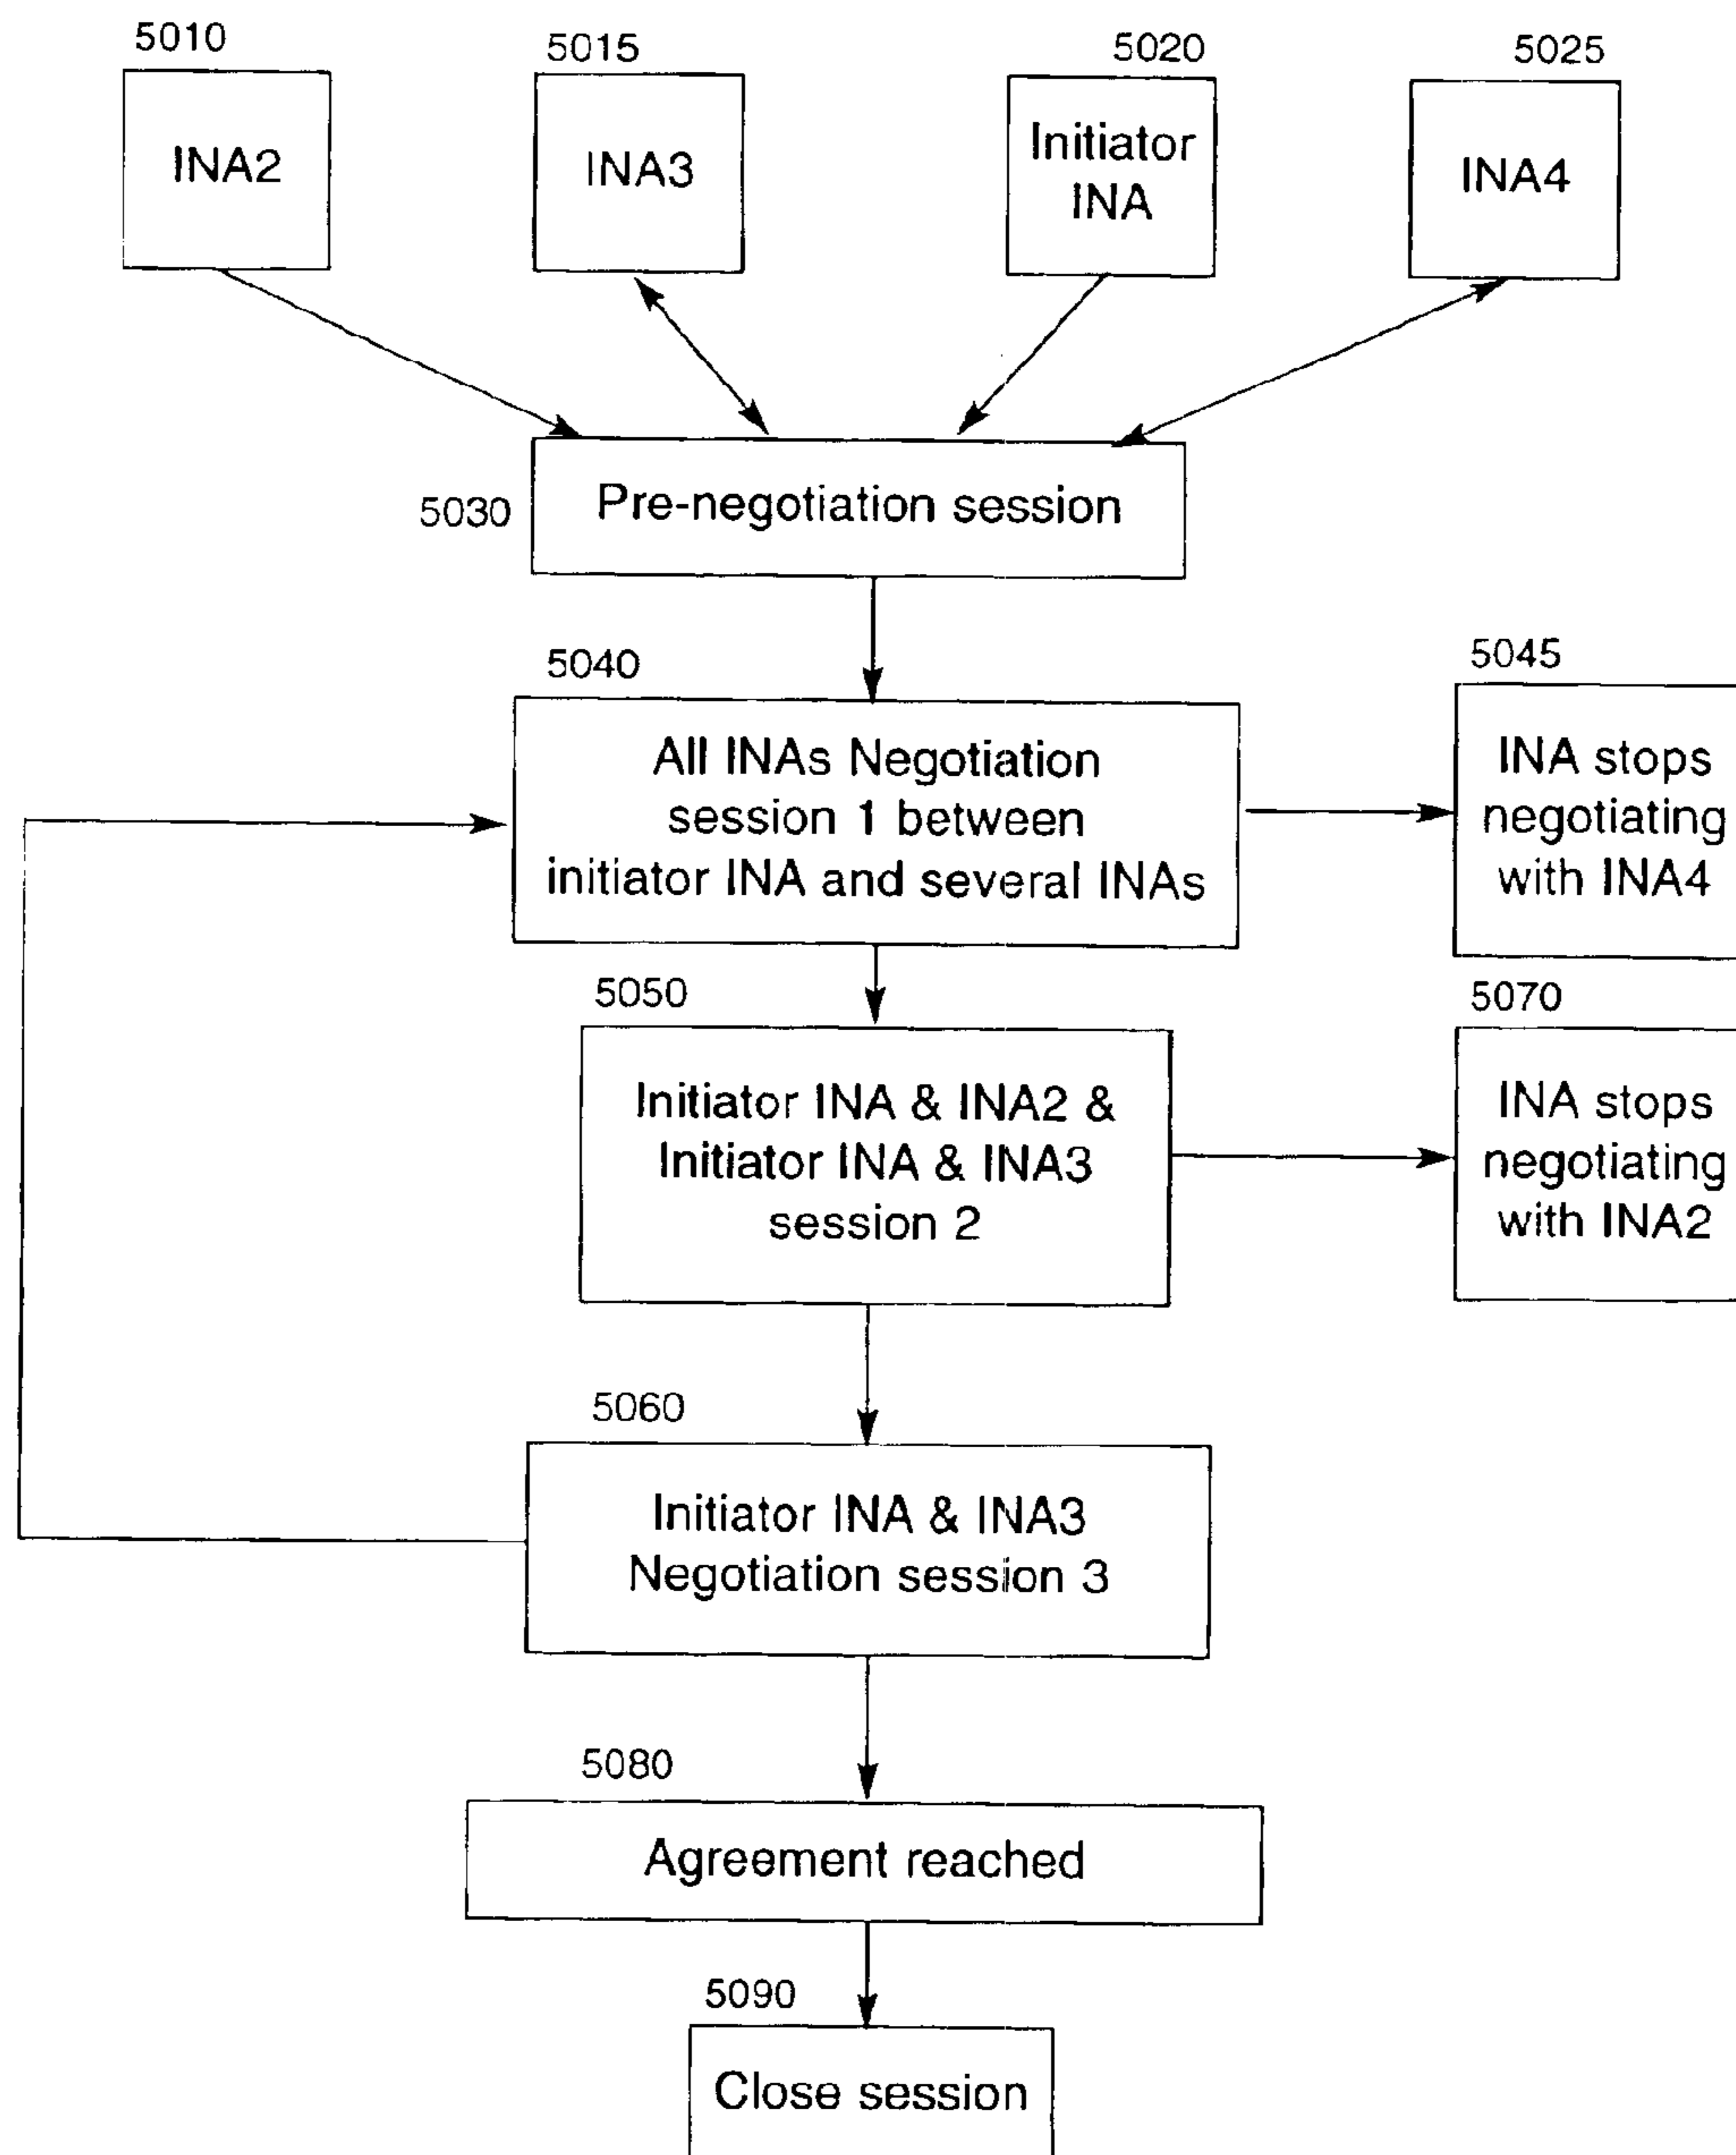 5010
5015
5020
5025
INA2
INA3
Initiator
INA
INA4
5030
Pre-negotiation session
5040
All INAs Negotiation
session 1 between
initiator INA and several INAs
5045
INA stops
negotiating
with INA4
5050
Initiator INA & INA2 &
Initiator INA & INA3
session 2
5070
INA stops
negotiating
with INA2
5060
Initiator INA & INA3
Negotiation session 3
5080
Agreement reached
5090
Close session